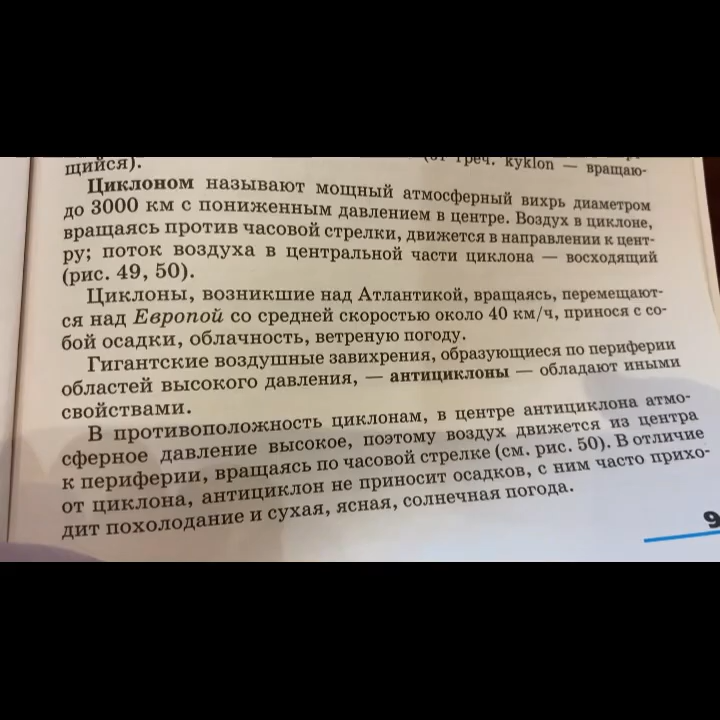 (от греч. kyklon — вращаю-
щийся).
Циклоном называют мощный атмосферный вихрь диаметром
до 3000 км с пониженным давлением в центре. Воздух в циклоне,
вращаясь против часовой стрелки, движется в направлении к цент-
ру; поток воздуха в центральной части циклона — восходящий
(рис. 49, 50).
Циклоны, возникшие над Атлантикой, вращаясь, перемещают-
ся над Европой со средней скоростью около 40 км/ч, принося с со-
бой осадки, облачность, ветреную погоду.
Гигантские воздушные завихрения, образующиеся по периферии
областей высокого давления, — антициклоны — обладают иными
свойствами.
В противоположность циклонам, в центре антициклона атмо-
сферное давление высокое, поэтому воздух движется из центра
к периферии, вращаясь по часовой стрелке (см. рис. 50). В отличие
от циклона, антициклон не приносит осадков, с ним часто прихо-
дит похолодание и сухая, ясная, солнечная погода.